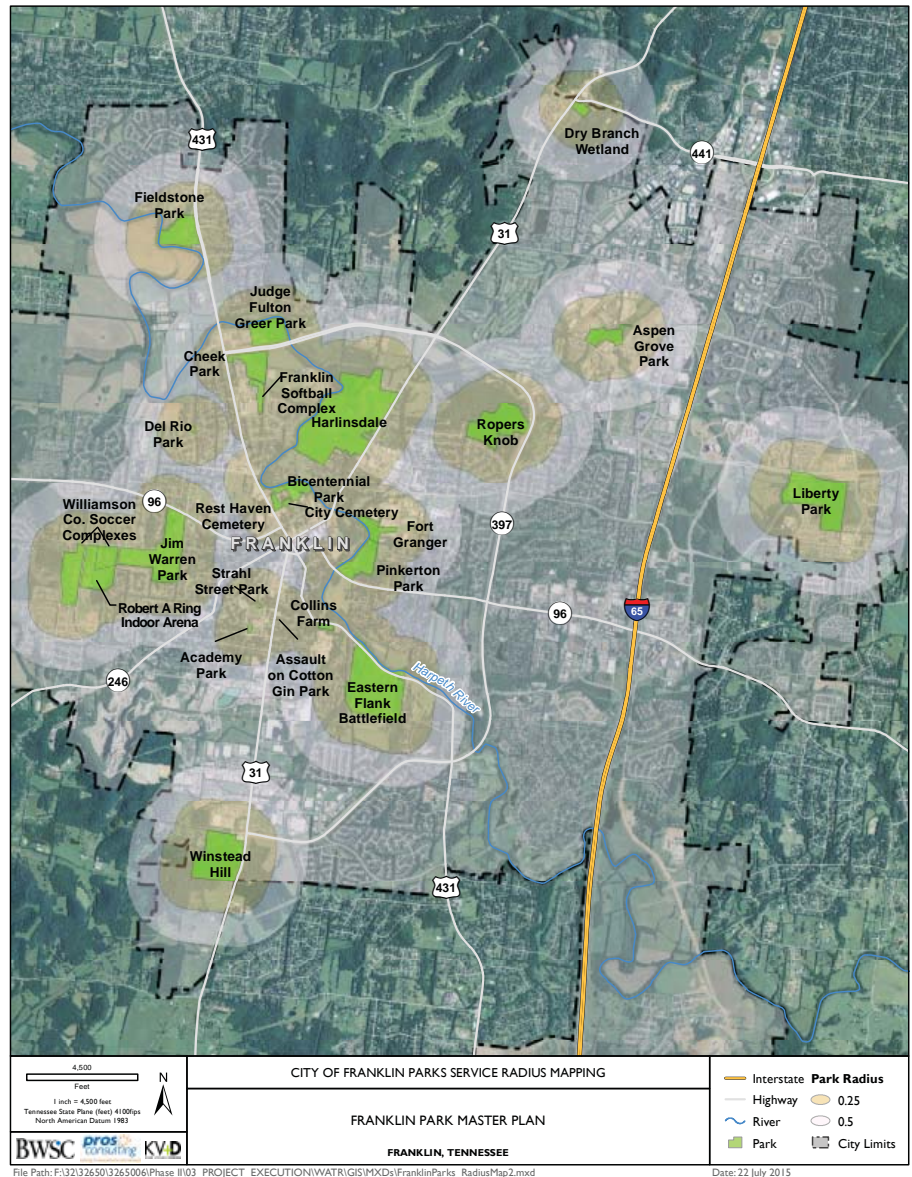 431
Dry Branch
Wetland
441
Fieldstone
Park
31
Judge
Fulton
Greer Park
Aspen
Grove
Park
Cheek
Park
Franklin
Softball
Complex
Harlinsdale
Del Rio
Park
Ropers
Knob
Bicentennial
Park
City Cemetery
Liberty
Park
96
Williamson
Co. Soccer
Complexes
Rest Haven
Cemetery
Fort
Granger
397
FRANKLIN
Jim
Warren
Park
Pinkerton
Park
Strahl
Street Park
Robert A Ring
Indoor Arena
Collins
Farm
96
65
Academy
Park
Assault
on Cotton
Gin Park
246
Eastern
Flank
Battlefield
Harpeth River
31
Winstead
Hill
431
4,500
Feet
1 inch = 4,500 feet
Tennessee State Plane (feet) 4100fips
North American Datum 1983
N
BWSC
pros
consulting
KV+D
CITY OF FRANKLIN PARKS SERVICE RADIUS MAPPING
FRANKLIN PARK MASTER PLAN
FRANKLIN, TENNESSEE
Interstate
Highway
River
Park
Park Radius
0.25
0.5
City Limits
File Path: F:\32\32650\3265006\Phase II\03_PROJECT_EXECUTION\WATR\GIS\MXDs\FranklinParks_RadiusMap2.mxd
Date: 22 July 2015